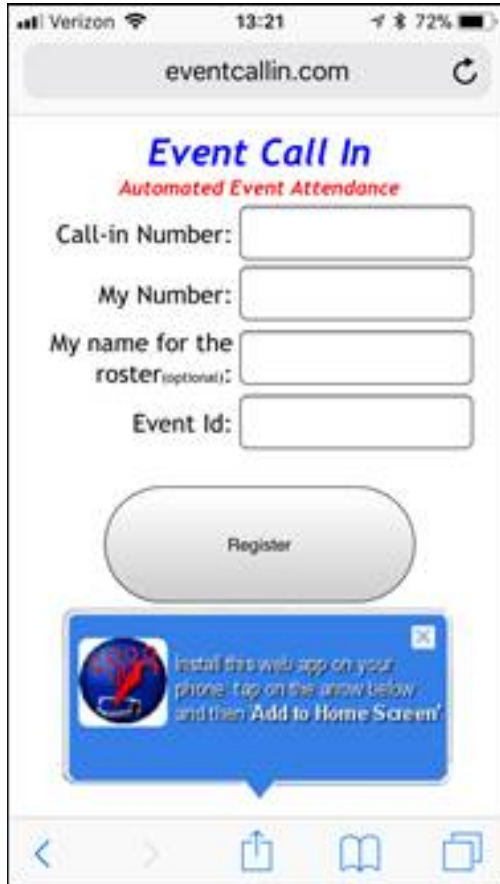 Verizon 13:21 72%
eventcallin.com
Event Call In
Automated Event Attendance
Call-in Number:
My Number:
My name for the
roster(optional):
Event Id:
Register
Install this web app on your
phone: tap on the arrow below
and then 'Add to Home Screen'